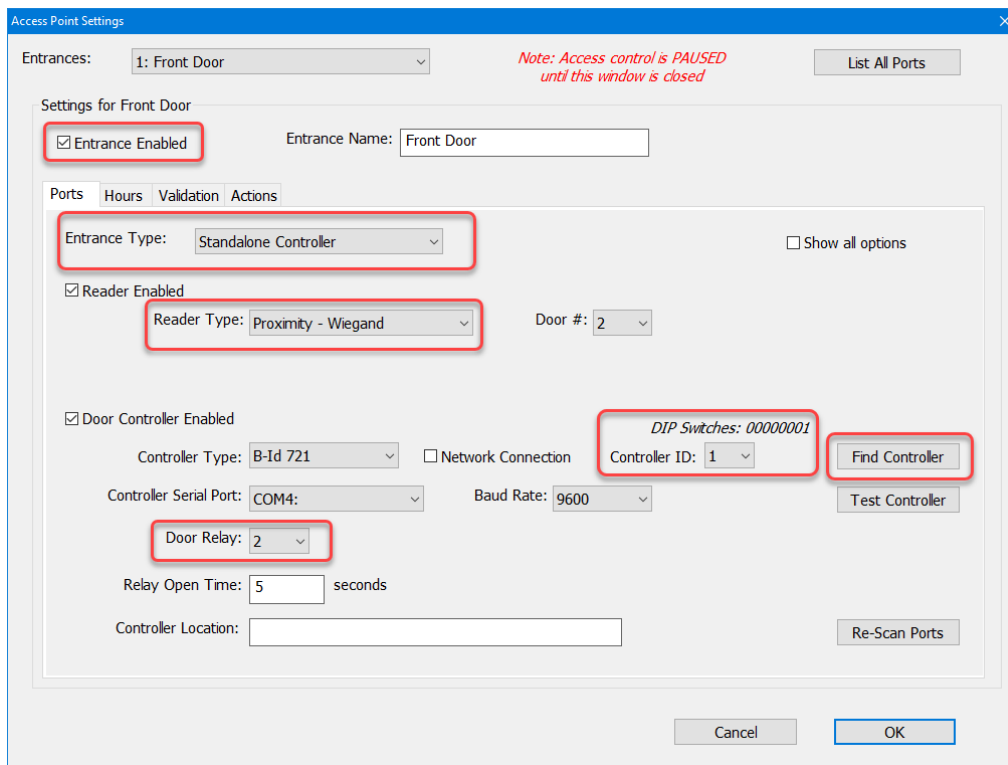 Access Point Settings
Entrances: 1: Front Door
Note: Access control is PAUSED
until this window is closed
List All Ports
Settings for Front Door
Entrance Enabled
Entrance Name: Front Door
Ports Hours Validation Actions
Entrance Type: Standalone Controller
Show all options
Reader Enabled
Reader Type: Proximity - Wiegand
Door #: 2
Door Controller Enabled
DIP Switches: 00000001
Controller Type: B-Id 721
Network Connection
Controller ID: 1
Find Controller
Controller Serial Port: COM4:
Baud Rate: 9600
Test Controller
Door Relay: 2
Relay Open Time: 5 seconds
Controller Location:
Re-Scan Ports
Cancel
OK